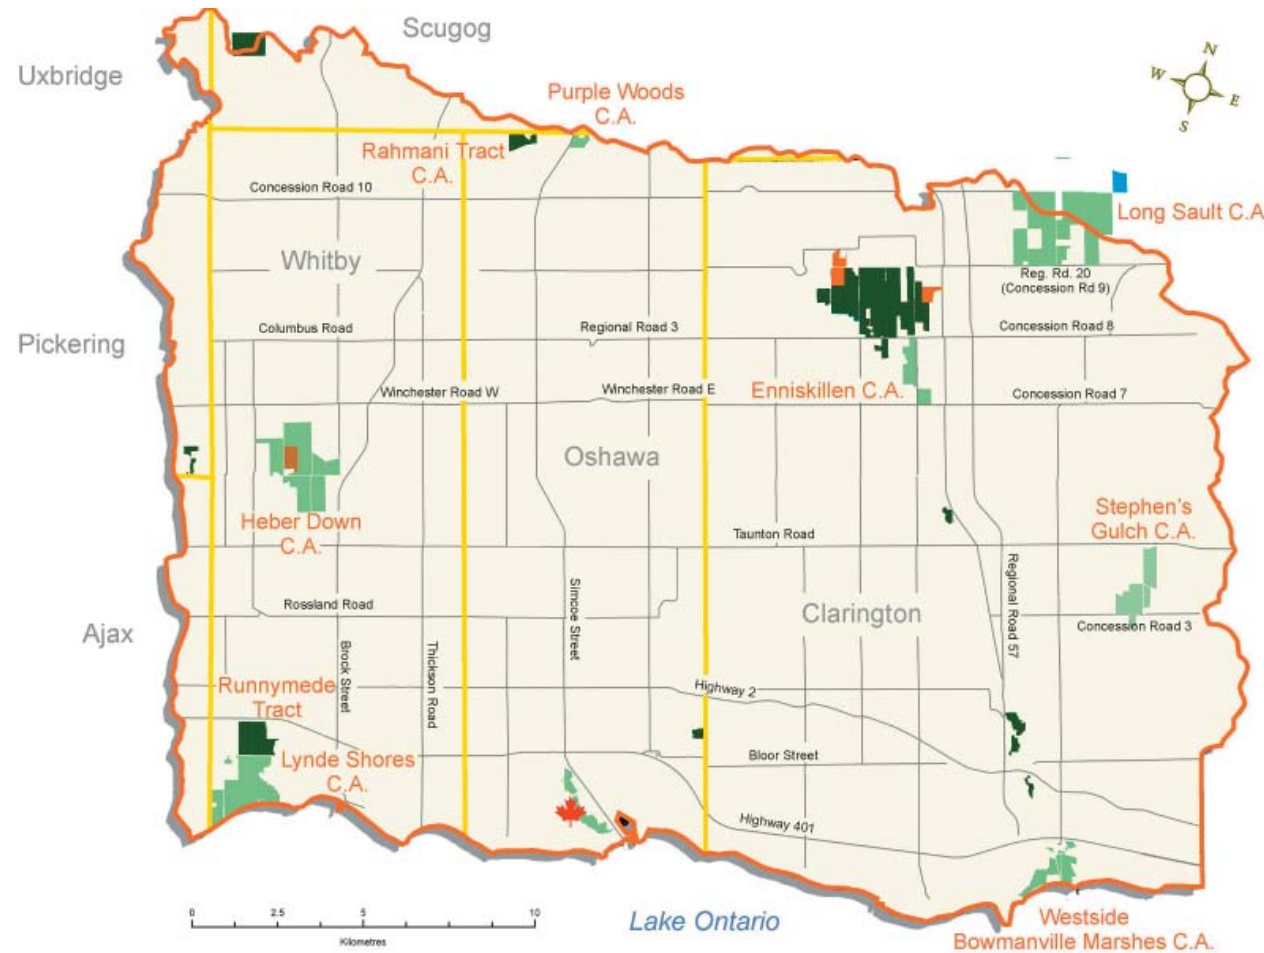 Scugog
Uxbridge
N
W
E
S
Purple Woods
C.A.
Rahmani Tract
C.A.
Concession Road 10
Long Sault C.A
Whitby
Reg. Rd. 20
(Concession Rd 9)
Columbus Road
Regional Road 3
Concession Road 8
Pickering
Winchester Road W
Winchester Road E
Enniskillen C.A.
Concession Road 7
Oshawa
Heber Down
C.A.
Stephen's
Gulch C.A.
Taunton Road
Simcoe Street
Regional Road 57
Rossland Road
Clarington
Ajax
Concession Road 3
Brock Street
Thickson Road
Runnymede
Tract
Highway 2
Lynde Shores
C.A.
Bloor Street
Highway 401
0
2.5
5
10
Kilometres
Lake Ontario
Westside
Bowmanville Marshes C.A.